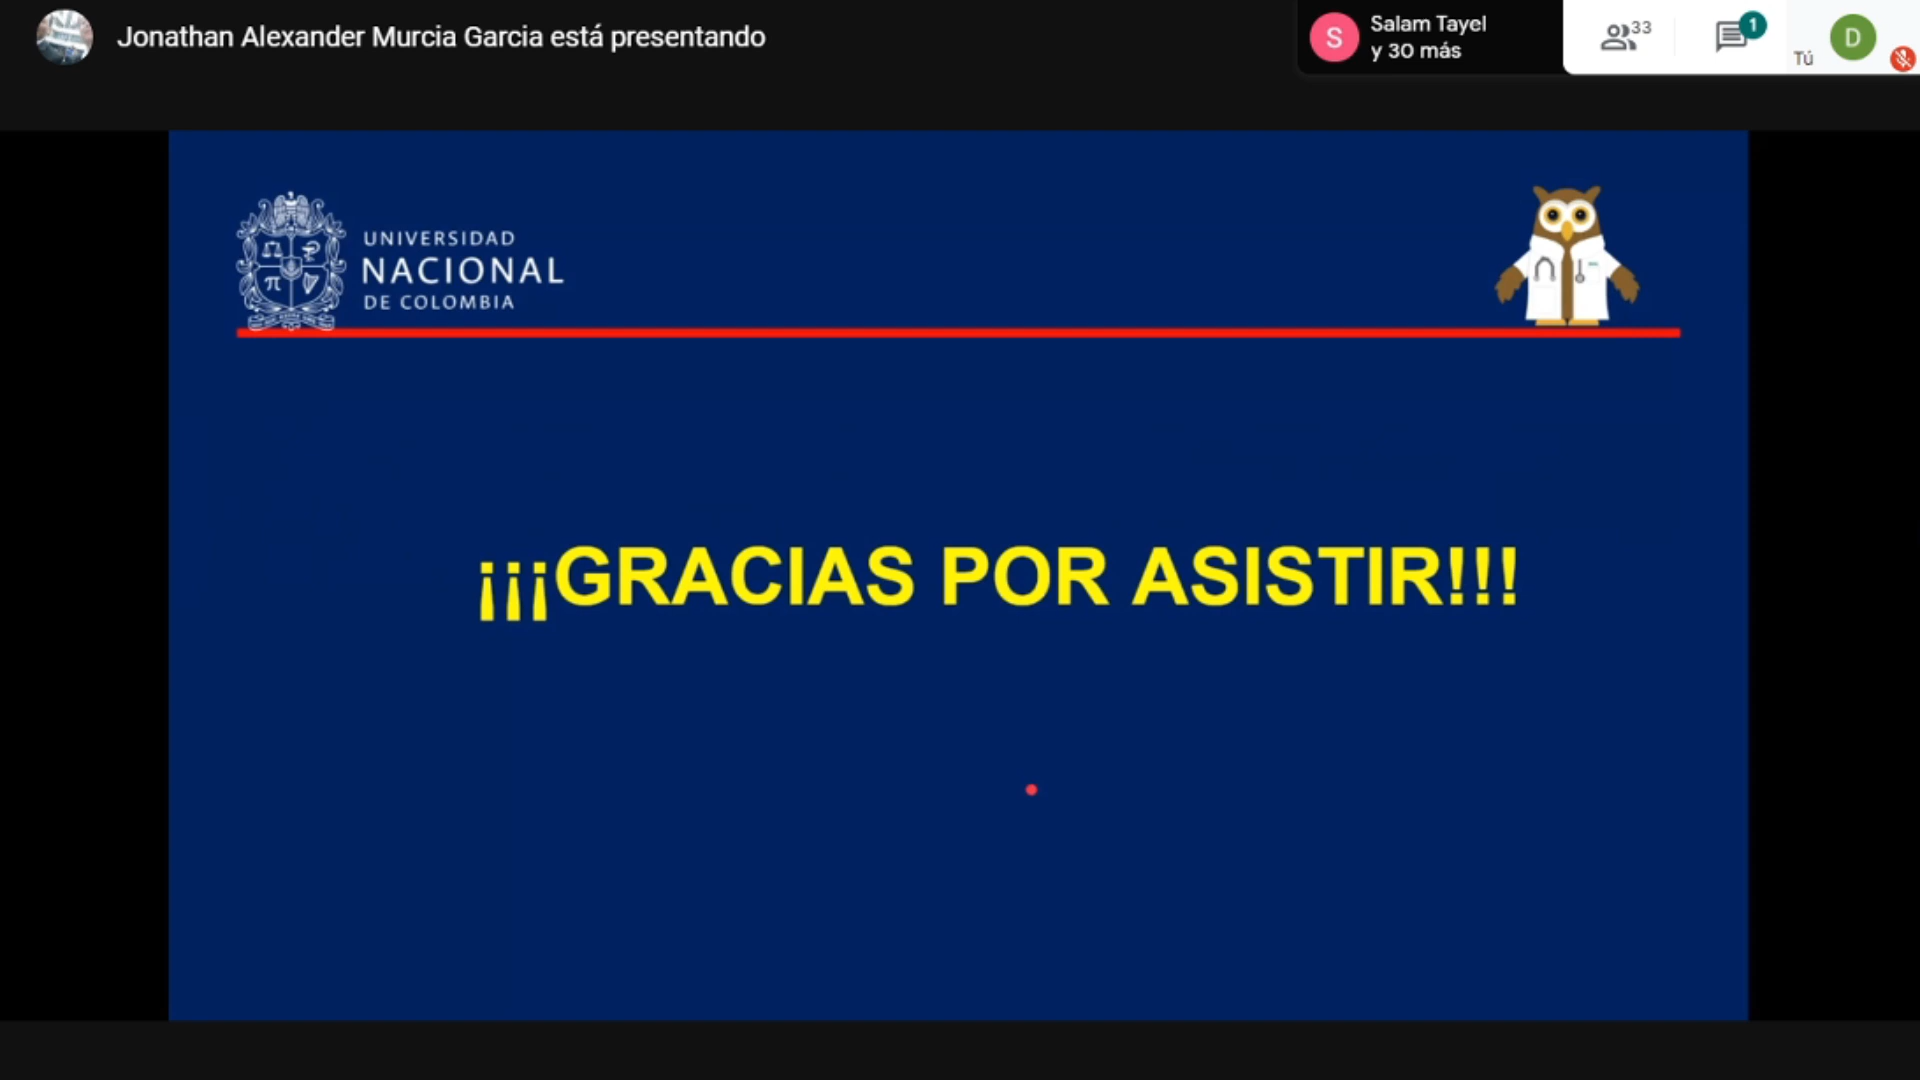 Jonathan Alexander Murcia Garcia está presentando
S
Salam Tayel
y 30 más
33
1
Tú
D
UNIVERSIDAD
NACIONAL
DE COLOMBIA
π
¡¡¡GRACIAS POR ASISTIR!!!